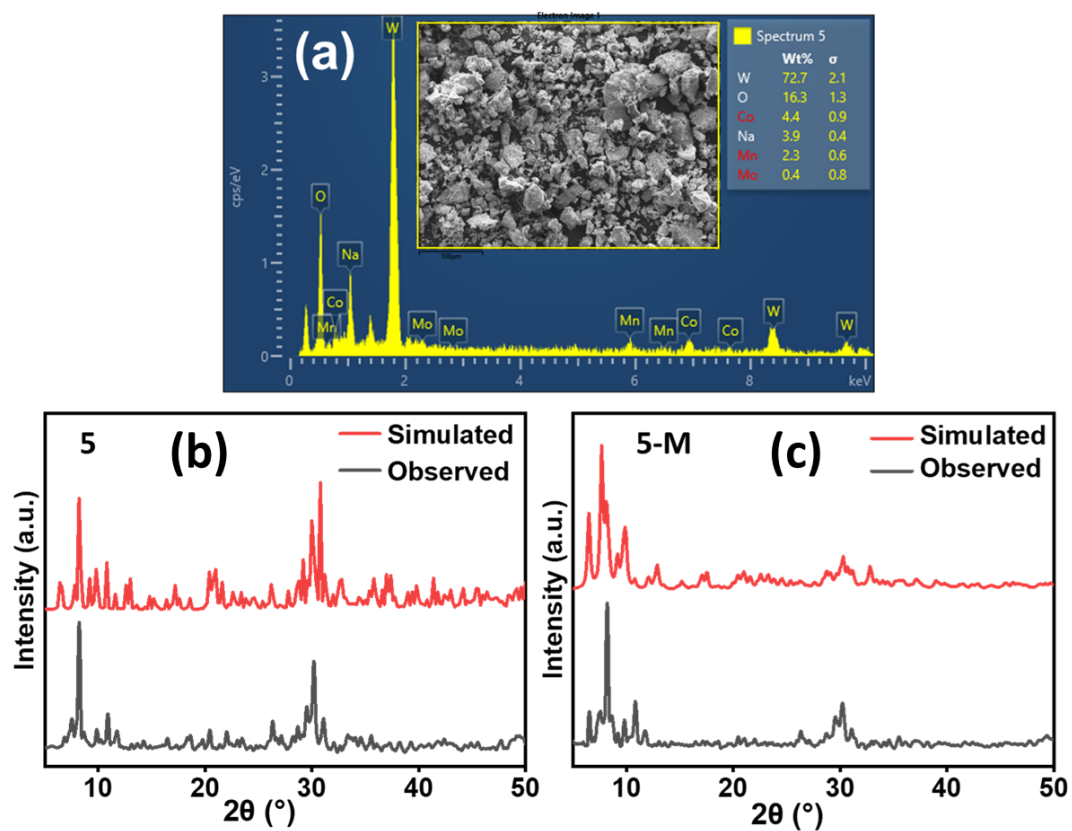 Electron Image 1
(a)
Spectrum 5
Wt% σ
W 72.7 2.1
O 16.3 1.3
Co 4.4 0.9
Na 3.9 0.4
Mn 2.3 0.6
Mo 0.4 0.8
100µm
cps/eV
3
2
1
0
W
O
Na
Co
Mn
Mo
Mo
Mn
Mn
Co
Co
W
W
0 2 4 6 8 keV
5 (b)
Simulated
Observed
Intensity (a.u.)
10 20 30 40 50
2θ (°)
5-M (c)
Simulated
Observed
Intensity (a.u.)
10 20 30 40 50
2θ (°)